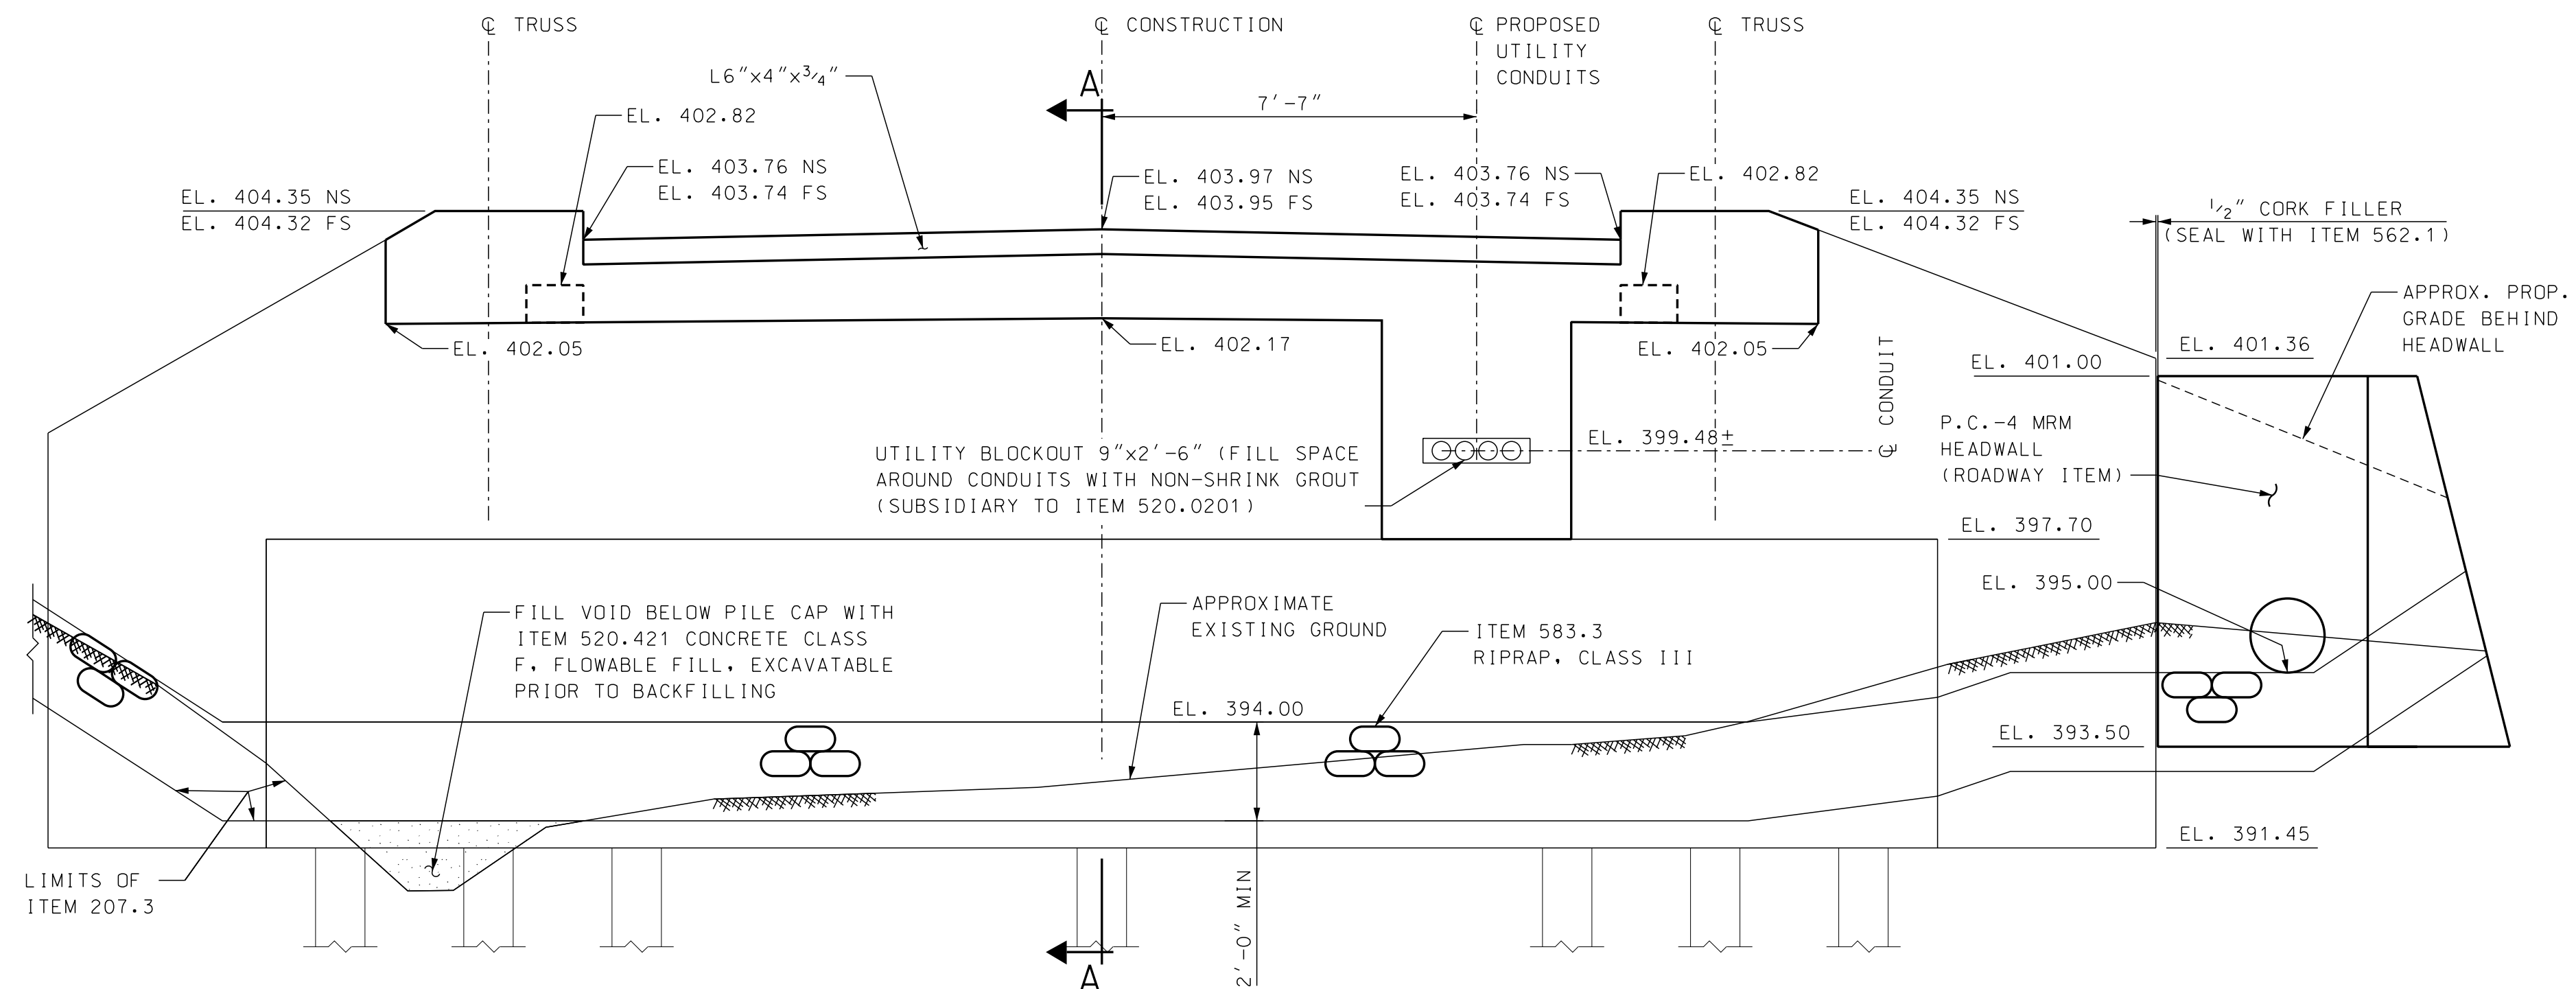 ℄ TRUSS
℄ CONSTRUCTION
℄ PROPOSED
UTILITY
CONDUITS
℄ TRUSS
L6"x4"x3/4"
A
7'-7"
EL. 402.82
EL. 403.76 NS
EL. 403.74 FS
EL. 403.97 NS
EL. 403.95 FS
EL. 403.76 NS
EL. 403.74 FS
EL. 402.82
EL. 404.35 NS
EL. 404.32 FS
EL. 404.35 NS
EL. 404.32 FS
1/2" CORK FILLER
(SEAL WITH ITEM 562.1)
APPROX. PROP.
GRADE BEHIND
HEADWALL
EL. 402.05
EL. 402.17
EL. 402.05
℄ CONDUIT
EL. 401.00
EL. 401.36
UTILITY BLOCKOUT 9"x2'-6" (FILL SPACE
AROUND CONDUITS WITH NON-SHRINK GROUT
(SUBSIDIARY TO ITEM 520.0201)
EL. 399.48±
P.C.-4 MRM
HEADWALL
(ROADWAY ITEM)
EL. 397.70
EL. 395.00
FILL VOID BELOW PILE CAP WITH
ITEM 520.421 CONCRETE CLASS
F, FLOWABLE FILL, EXCAVATABLE
PRIOR TO BACKFILLING
APPROXIMATE
EXISTING GROUND
ITEM 583.3
RIPRAP, CLASS III
EL. 394.00
EL. 393.50
EL. 391.45
LIMITS OF
ITEM 207.3
2'-0" MIN
A